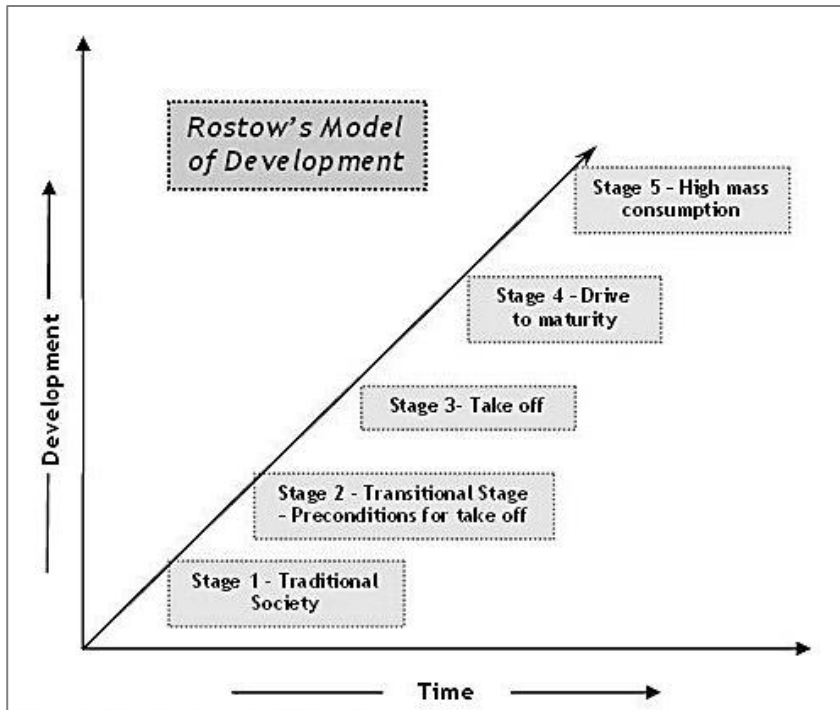 Rostow's Model
of Development
Stage 5 - High mass
consumption
Stage 4 - Drive
to maturity
Stage 3- Take off
Stage 2 - Transitional Stage
- Preconditions for take off
Stage 1 - Traditional
Society
Development
Time